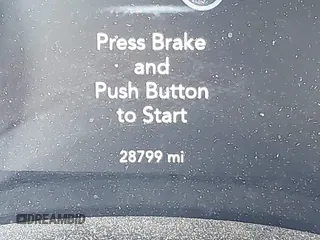 Press Brake
and
Push Button
to Start
28799 mi
DREAMBID